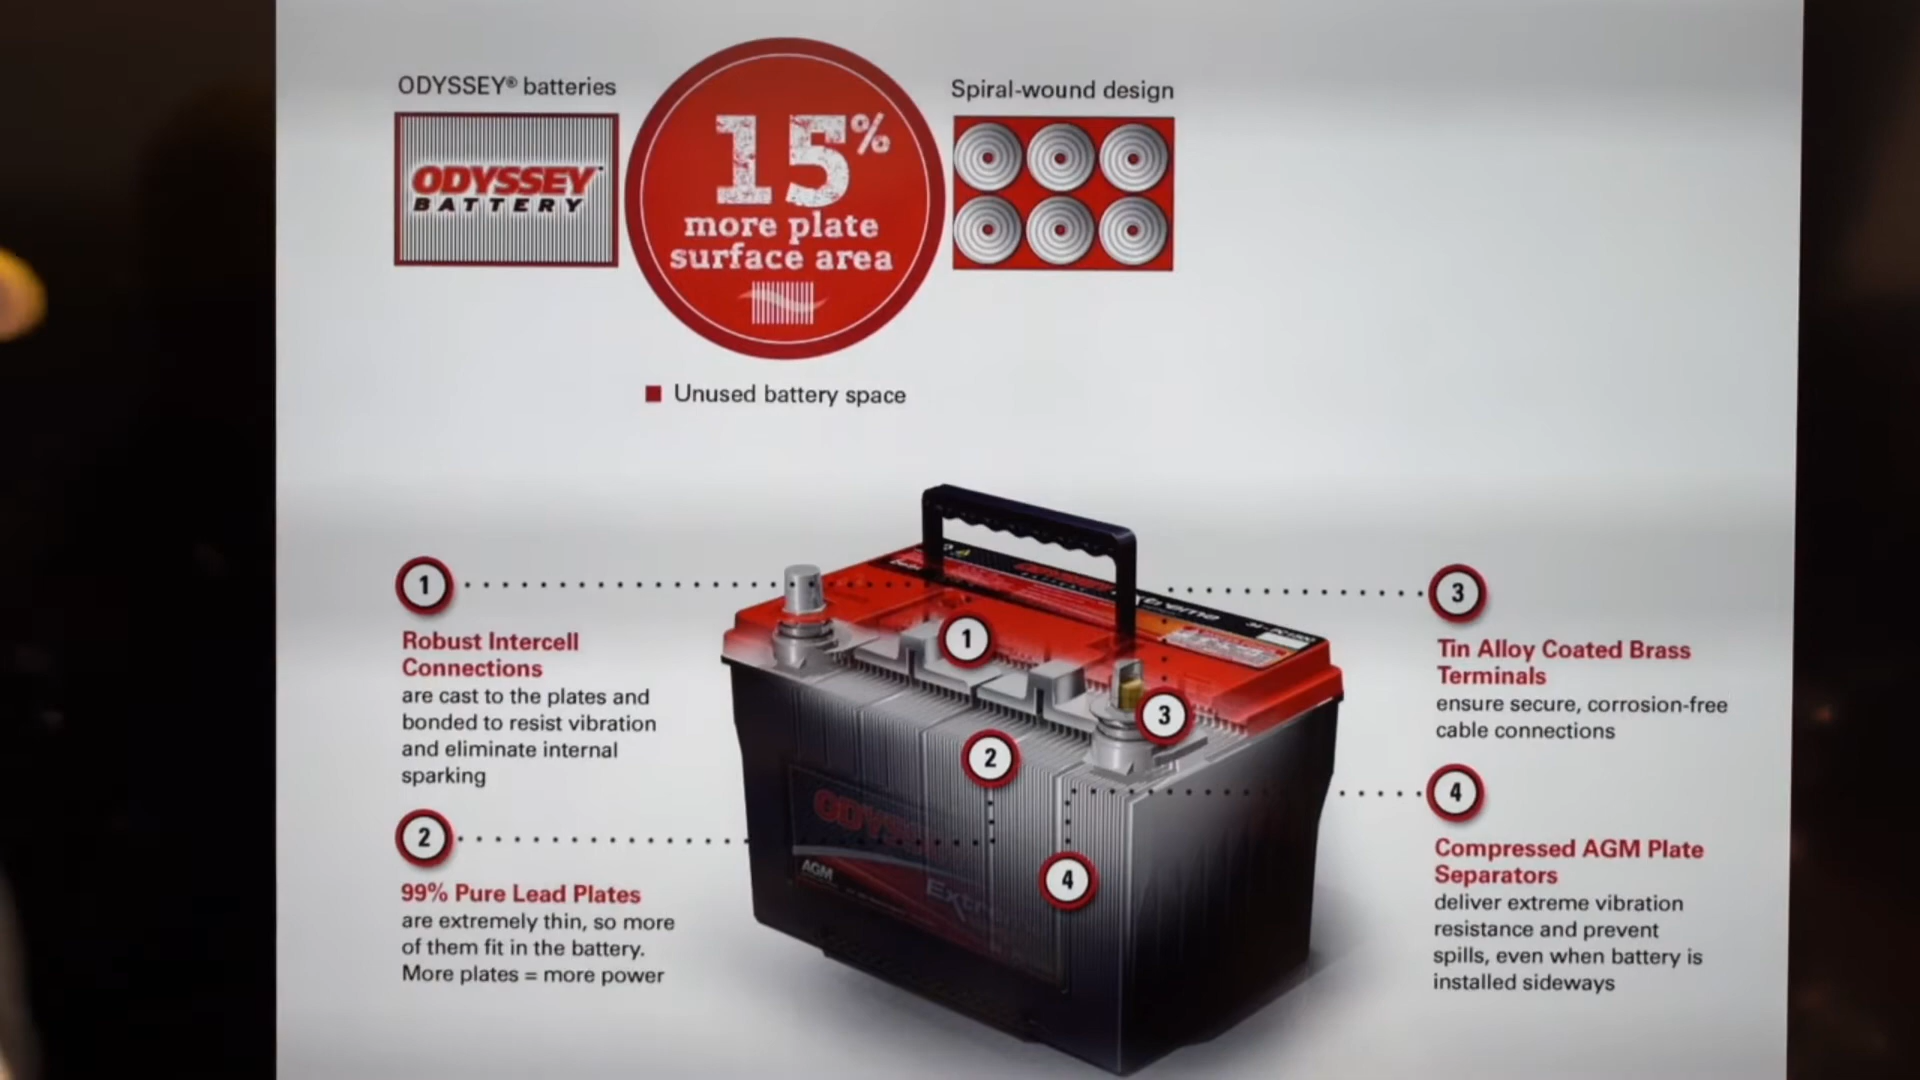 ODYSSEY® batteries
ODYSSEY
BATTERY
15%
more plate
surface area
Spiral-wound design
Unused battery space
1
Robust Intercell
Connections
are cast to the plates and
bonded to resist vibration
and eliminate internal
sparking
2
99% Pure Lead Plates
are extremely thin, so more
of them fit in the battery.
More plates = more power
1
2
3
4
ODYSSEY
AGM
Extreme
3
Tin Alloy Coated Brass
Terminals
ensure secure, corrosion-free
cable connections
4
Compressed AGM Plate
Separators
deliver extreme vibration
resistance and prevent
spills, even when battery is
installed sideways